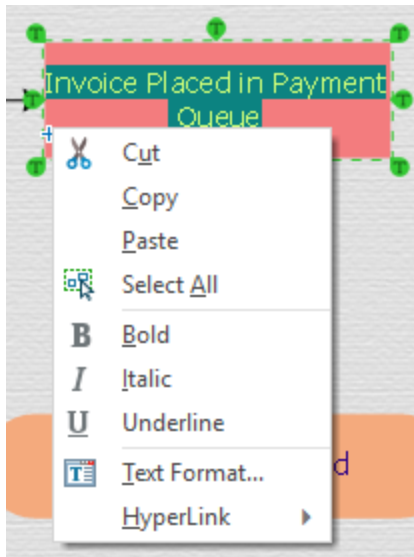 Invoice Placed in Payment
Queue
Cut
Copy
Paste
Select All
B Bold
I Italic
U Underline
T Text Format... d
HyperLink